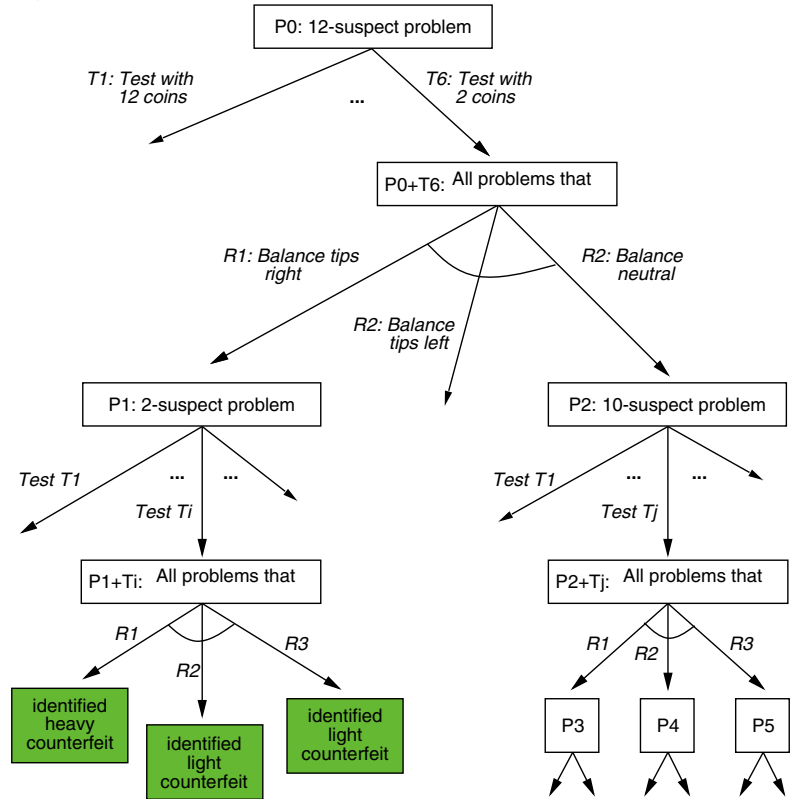 P0: 12-suspect problem
T1: Test with
12 coins
...
T6: Test with
2 coins
P0+T6: All problems that
R1: Balance tips
right
R2: Balance
tips left
R2: Balance
neutral
P1: 2-suspect problem
P2: 10-suspect problem
Test T1
...
...
Test Ti
Test T1
...
...
Test Tj
P1+Ti: All problems that
P2+Tj: All problems that
R1
R2
R3
R1
R2
R3
identified
heavy
counterfeit
identified
light
counterfeit
identified
light
counterfeit
P3
P4
P5